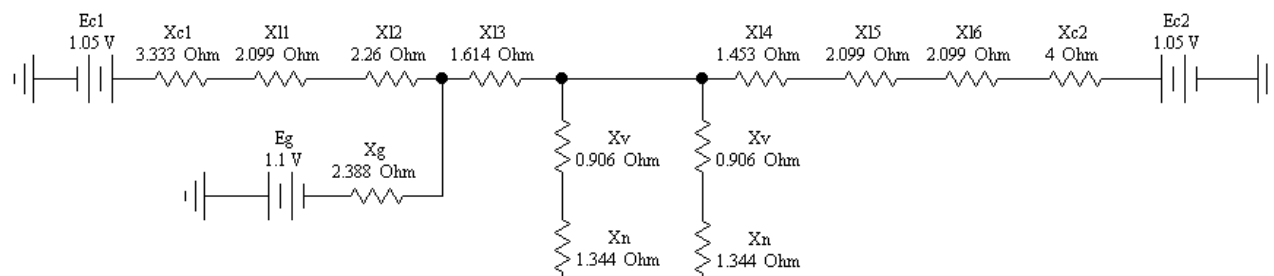 Ec1
1.05 V
Xc1
3.333 Ohm
Xl1
2.099 Ohm
Xl2
2.26 Ohm
Xl3
1.614 Ohm
Xl4
1.453 Ohm
Xl5
2.099 Ohm
Xl6
2.099 Ohm
Xc2
4 Ohm
Ec2
1.05 V
Eg
1.1 V
Xg
2.388 Ohm
Xv
0.906 Ohm
Xv
0.906 Ohm
Xn
1.344 Ohm
Xn
1.344 Ohm